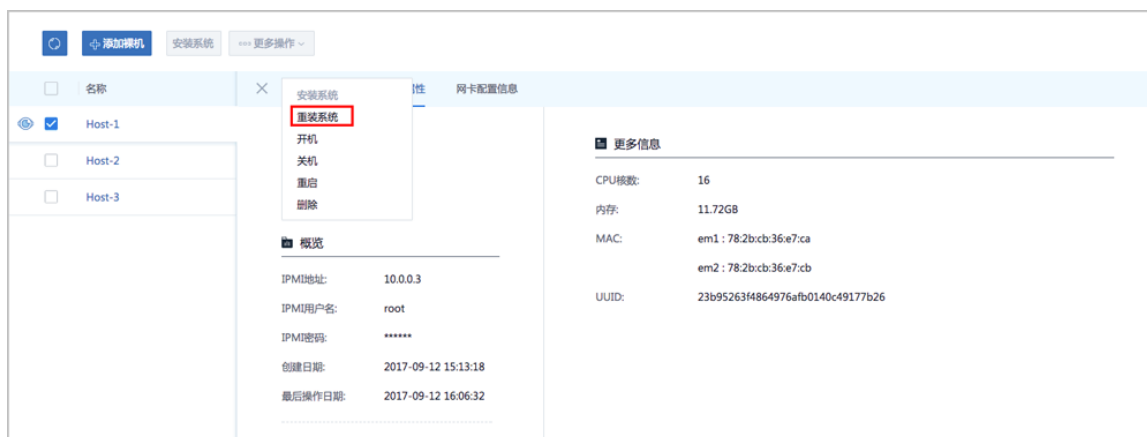 添加裸机 安装系统 更多操作
名称
性 网卡配置信息
安装系统
重装系统
开机
关机
重启
删除
Host-1
Host-2
Host-3
概览
IPMI地址: 10.0.0.3
IPMI用户名: root
IPMI密码: ******
创建日期: 2017-09-12 15:13:18
最后操作日期: 2017-09-12 16:06:32
更多信息
CPU核数: 16
内存: 11.72GB
MAC: em1 : 78:2b:cb:36:e7:ca
em2 : 78:2b:cb:36:e7:cb
UUID: 23b95263f4864976afb0140c49177b26